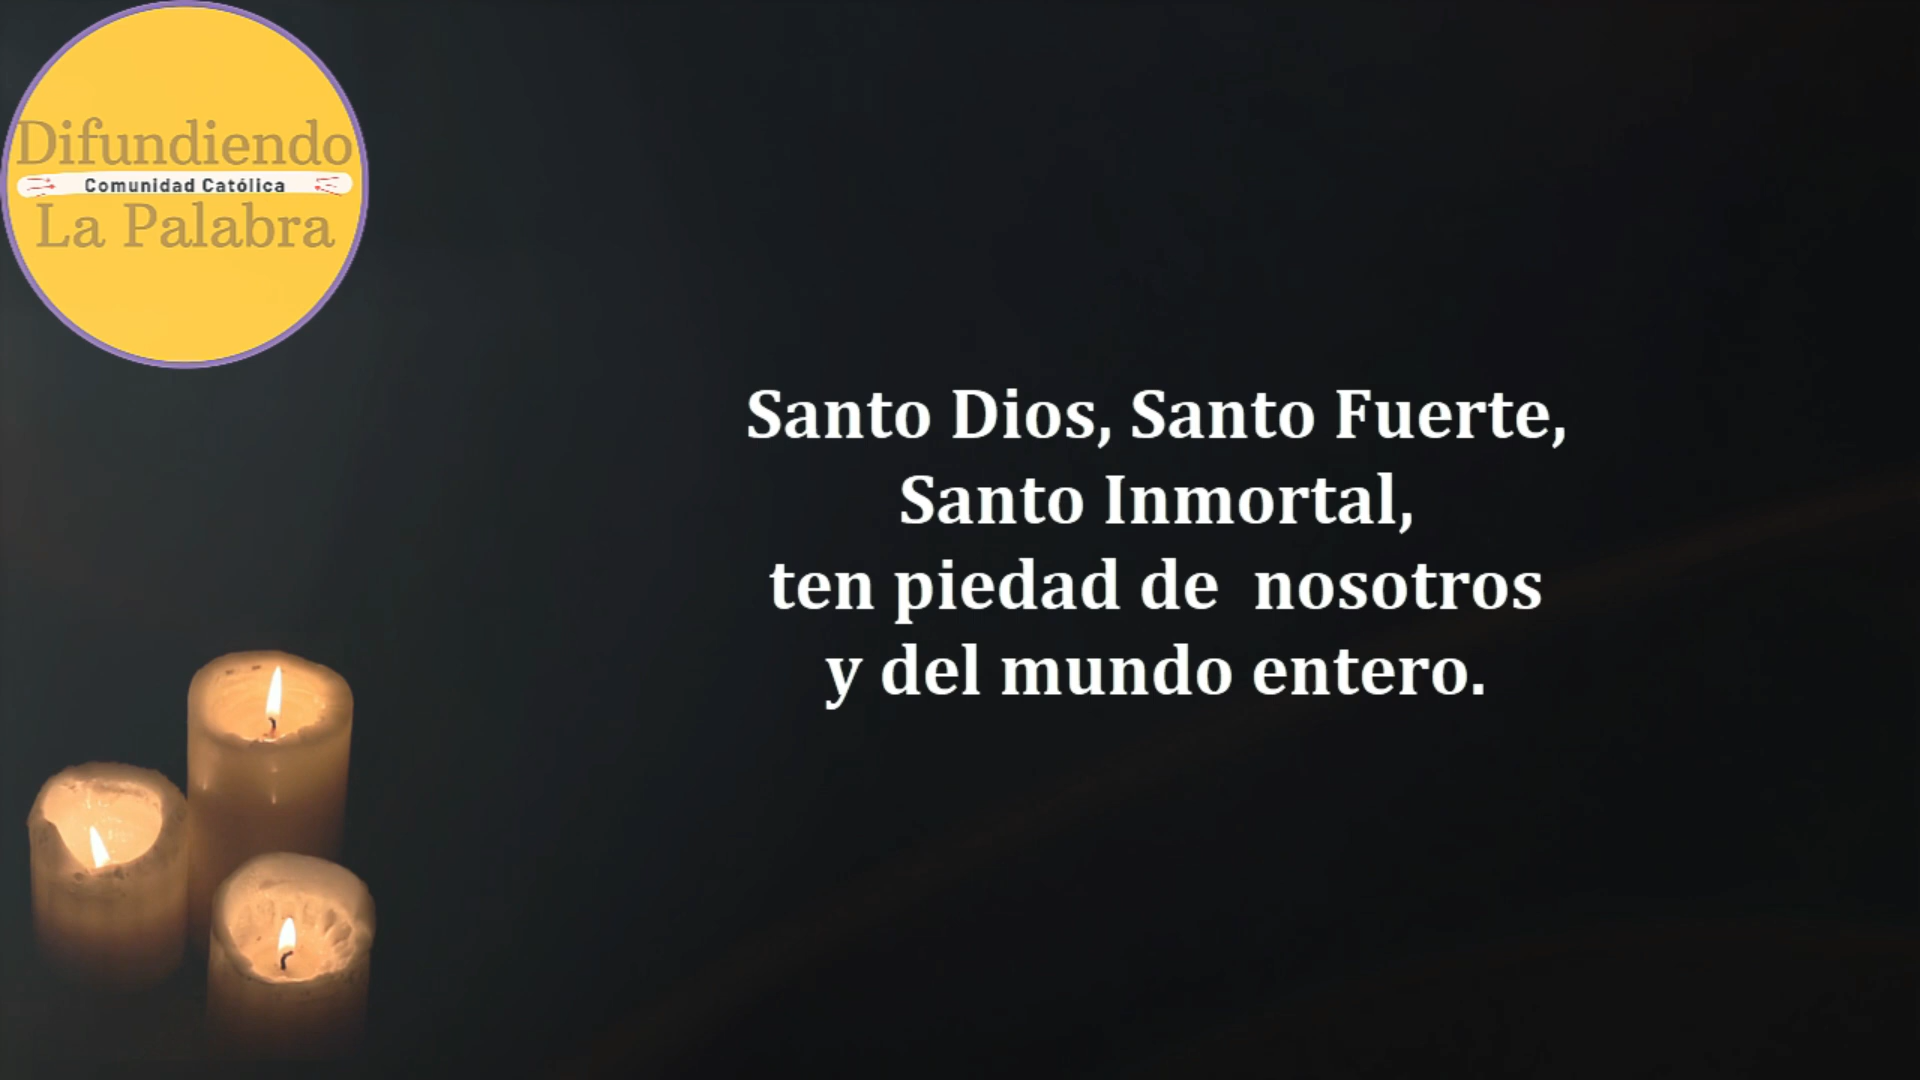 Difundiendo
Comunidad Católica
La Palabra
Santo Dios, Santo Fuerte,
Santo Inmortal,
ten piedad de  nosotros
y del mundo entero.